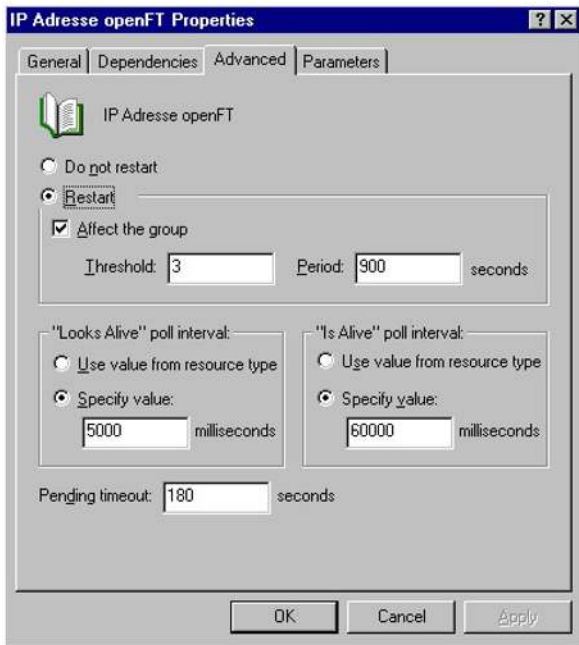 IP Adresse openFT Properties
General Dependencies Advanced Parameters
IP Adresse openFT
Do not restart
Restart
Affect the group
Threshold: 3 Period: 900 seconds
"Looks Alive" poll interval: "Is Alive" poll interval:
Use value from resource type Use value from resource type
Specify value: Specify value:
5000 milliseconds 60000 milliseconds
Pending timeout: 180 seconds
OK Cancel Apply